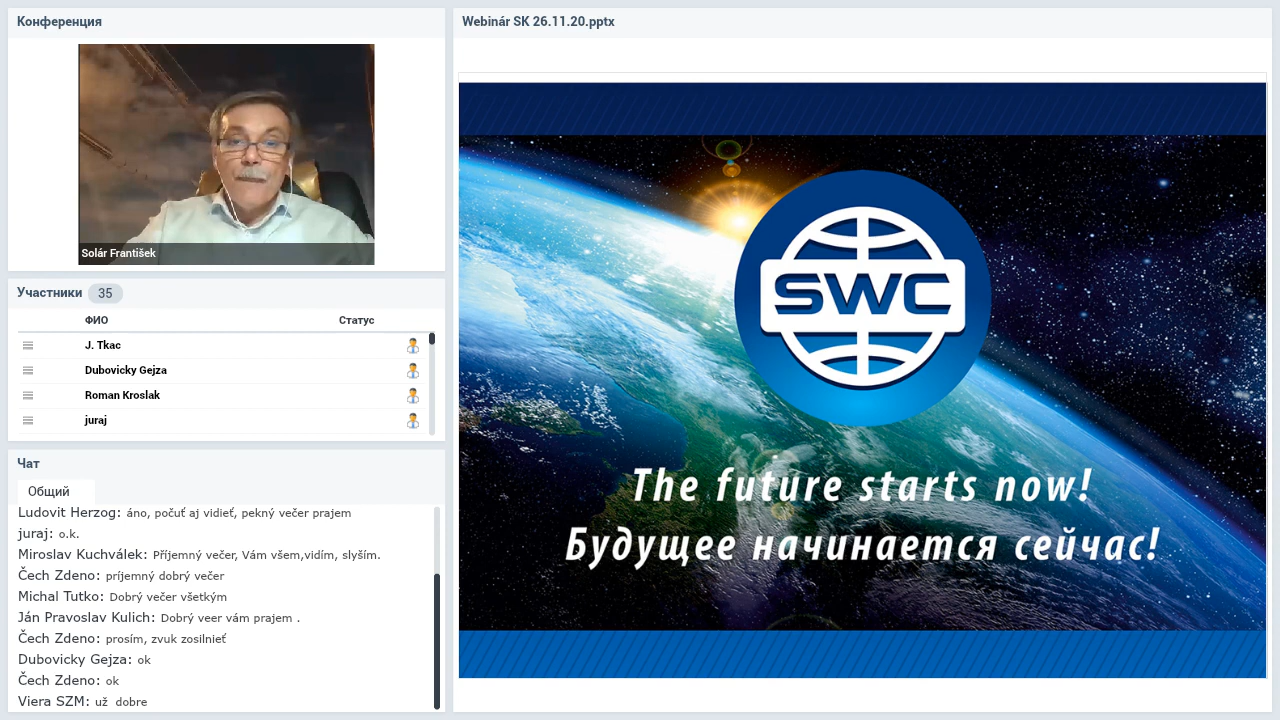 Конференция
Solár František
Участники 35
ФИО Статус
J. Tkac
Dubovicky Gejza
Roman Kroslak
juraj
Чат
Общий
Ludovit Herzog: áno, počuť aj vidieť, pekný večer prajem
juraj: o.k.
Miroslav Kuchválek: Příjemný večer, Vám všem,vidím, slyším.
Čech Zdeno: príjemný dobrý večer
Michal Tutko: Dobrý večer všetkým
Ján Pravoslav Kulich: Dobrý veer vám prajem .
Čech Zdeno: prosím, zvuk zosilnieť
Dubovicky Gejza: ok
Čech Zdeno: ok
Viera SZM: už dobre
Webinár SK 26.11.20.pptx
SWC
The future starts now!
Будущее начинается сейчас!